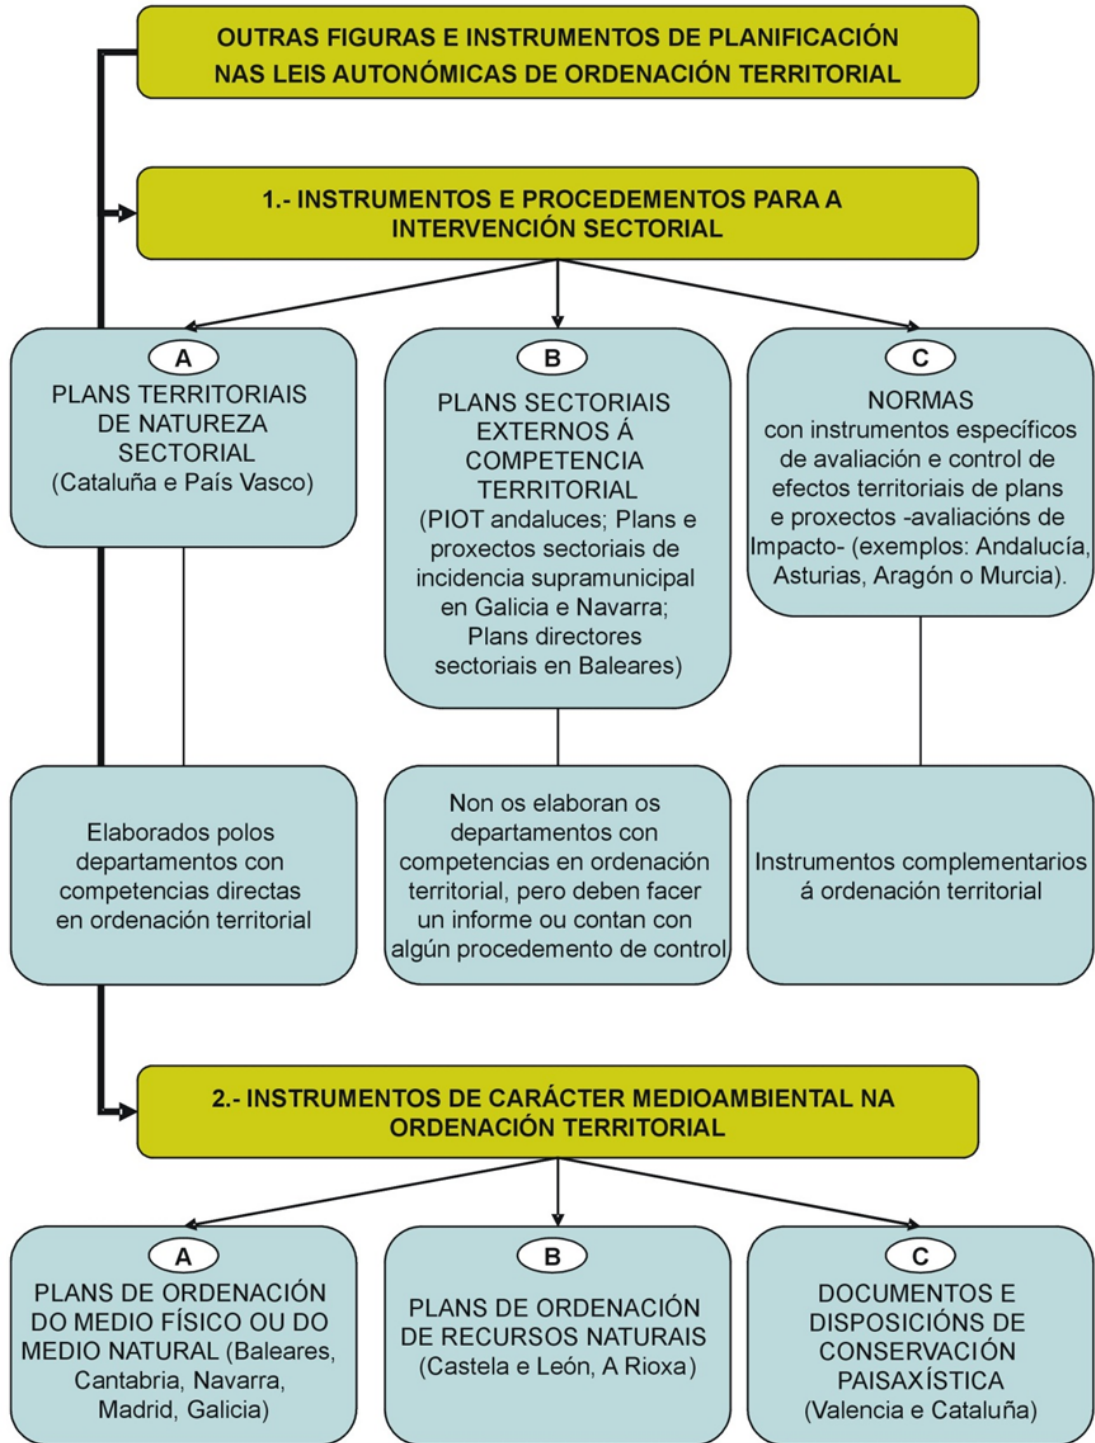 OUTRAS FIGURAS E INSTRUMENTOS DE PLANIFICACIÓN
NAS LEIS AUTONÓMICAS DE ORDENACIÓN TERRITORIAL
1.- INSTRUMENTOS E PROCEDEMENTOS PARA A
INTERVENCIÓN SECTORIAL
A
PLANS TERRITORIAIS
DE NATUREZA
SECTORIAL
(Cataluña e País Vasco)
B
PLANS SECTORIAIS
EXTERNOS Á
COMPETENCIA
TERRITORIAL
(PIOT andaluces; Plans e
proxectos sectoriais de
incidencia supramunicipal
en Galicia e Navarra;
Plans directores
sectoriais en Baleares)
C
NORMAS
con instrumentos específicos
de avaliación e control de
efectos territoriais de plans
e proxectos -avaliacións de
Impacto- (exemplos: Andalucía,
Asturias, Aragón o Murcia).
Elaborados polos
departamentos con
competencias directas
en ordenación territorial
Non os elaboran os
departamentos con
competencias en ordenación
territorial, pero deben facer
un informe ou contan con
algún procedemento de control
Instrumentos complementarios
á ordenación territorial
2.- INSTRUMENTOS DE CARÁCTER MEDIOAMBIENTAL NA
ORDENACIÓN TERRITORIAL
A
PLANS DE ORDENACIÓN
DO MEDIO FÍSICO OU DO
MEDIO NATURAL (Baleares,
Cantabria, Navarra,
Madrid, Galicia)
B
PLANS DE ORDENACIÓN
DE RECURSOS NATURAIS
(Castela e León, A Rioxa)
C
DOCUMENTOS E
DISPOSICIÓNS DE
CONSERVACIÓN
PAISAXÍSTICA
(Valencia e Cataluña)